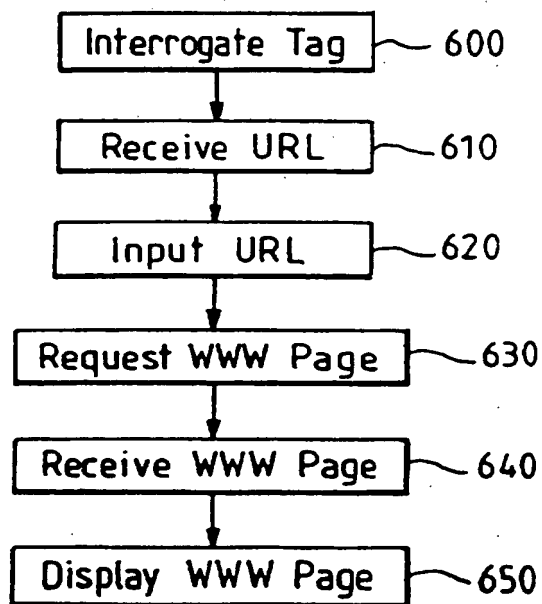 Interrogate Tag 600
Receive URL 610
Input URL 620
Request WWW Page 630
Receive WWW Page 640
Display WWW Page 650